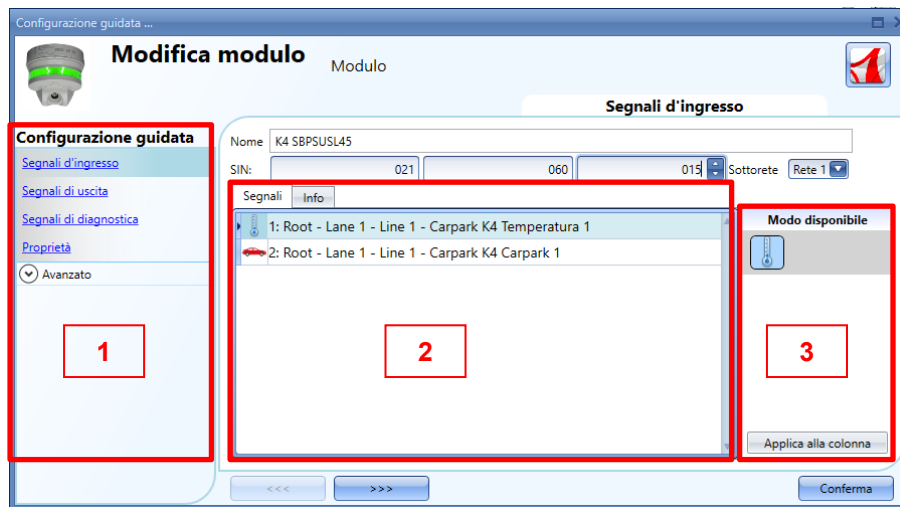 Configurazione guidata ...
Modifica modulo
Modulo
Segnali d'ingresso
Configurazione guidata
Segnali d'ingresso
Segnali di uscita
Segnali di diagnostica
Proprietà
Avanzato
1
Nome K4 SBPSUSL45
SIN: 021 060 015 Sottorete Rete 1
Segnali Info
1: Root - Lane 1 - Line 1 - Carpark K4 Temperatura 1
2: Root - Lane 1 - Line 1 - Carpark K4 Carpark 1
2
Modo disponibile
3
Applica alla colonna
<<< >>> Conferma